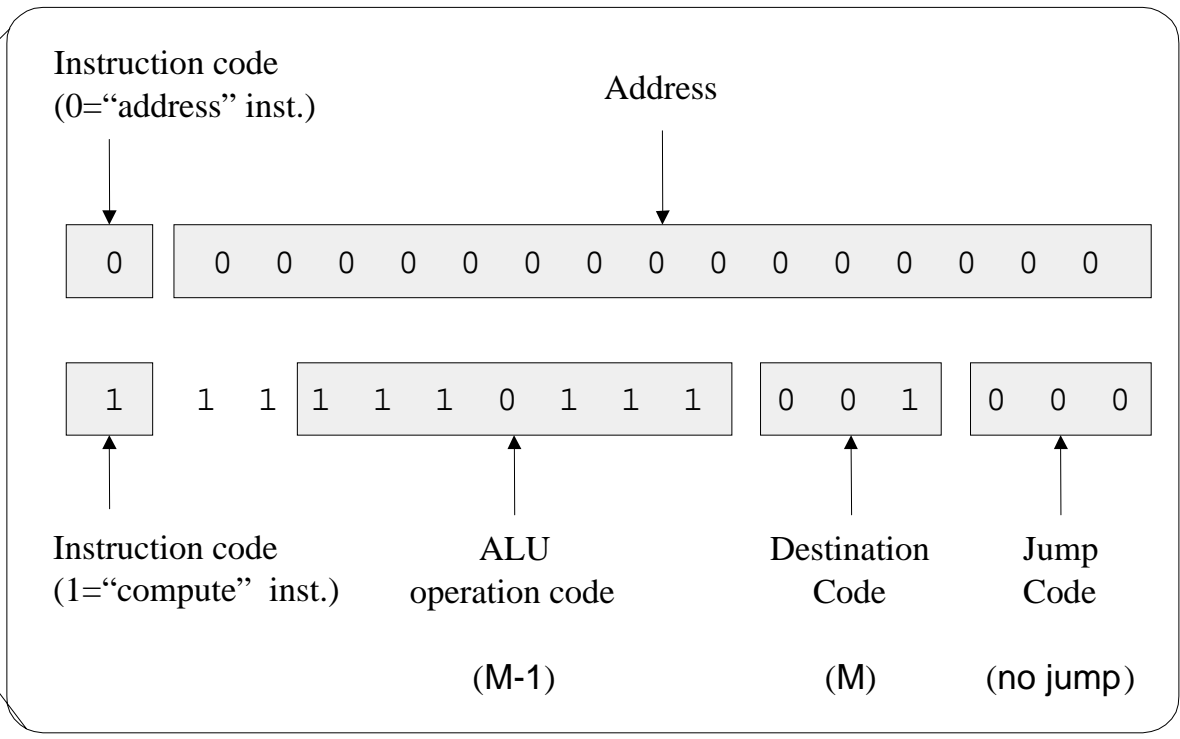 Instruction code
(0=“address” inst.)
Address
0 0 0 0 0 0 0 0 0 0 0 0 0 0 0 0
1 1 1 1 1 1 0 1 1 1 0 0 1 0 0 0
Instruction code
(1=“compute” inst.)
ALU
operation code
(M-1)
Destination
Code
(M)
Jump
Code
(no jump)